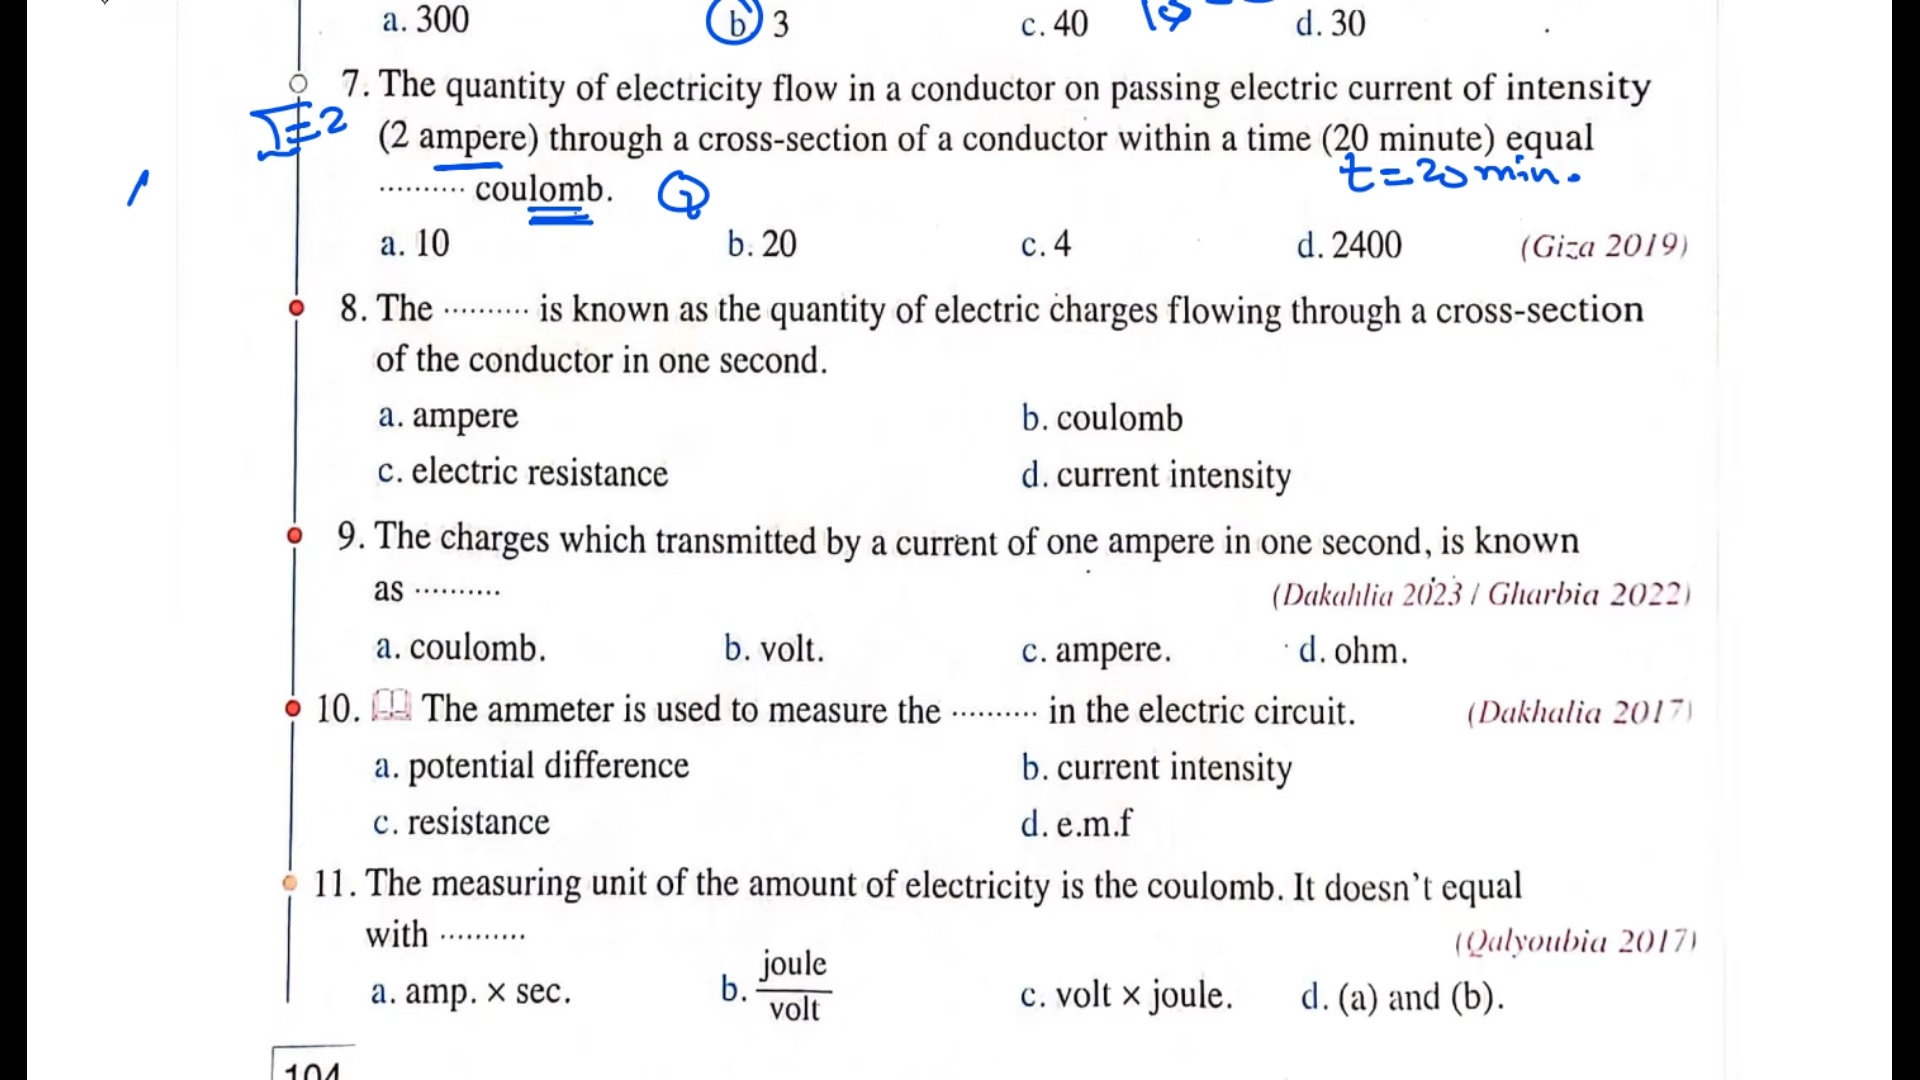 a. 300 b. 3 c. 40 d. 30
7. The quantity of electricity flow in a conductor on passing electric current of intensity
I=2
(2 ampere) through a cross-section of a conductor within a time (20 minute) equal
t=20 min.
.......... coulomb. Q
a. 10 b. 20 c. 4 d. 2400 (Giza 2019)
8. The .......... is known as the quantity of electric charges flowing through a cross-section
of the conductor in one second.
a. ampere b. coulomb
c. electric resistance d. current intensity
9. The charges which transmitted by a current of one ampere in one second, is known
as .......... (Dakahlia 2023 / Gharbia 2022)
a. coulomb. b. volt. c. ampere. d. ohm.
10. The ammeter is used to measure the .......... in the electric circuit. (Dakhalia 2017)
a. potential difference b. current intensity
c. resistance d. e.m.f
11. The measuring unit of the amount of electricity is the coulomb. It doesn't equal
with .......... (Qalyoubia 2017)
a. amp. × sec. b. joule/volt c. volt × joule. d. (a) and (b).
104